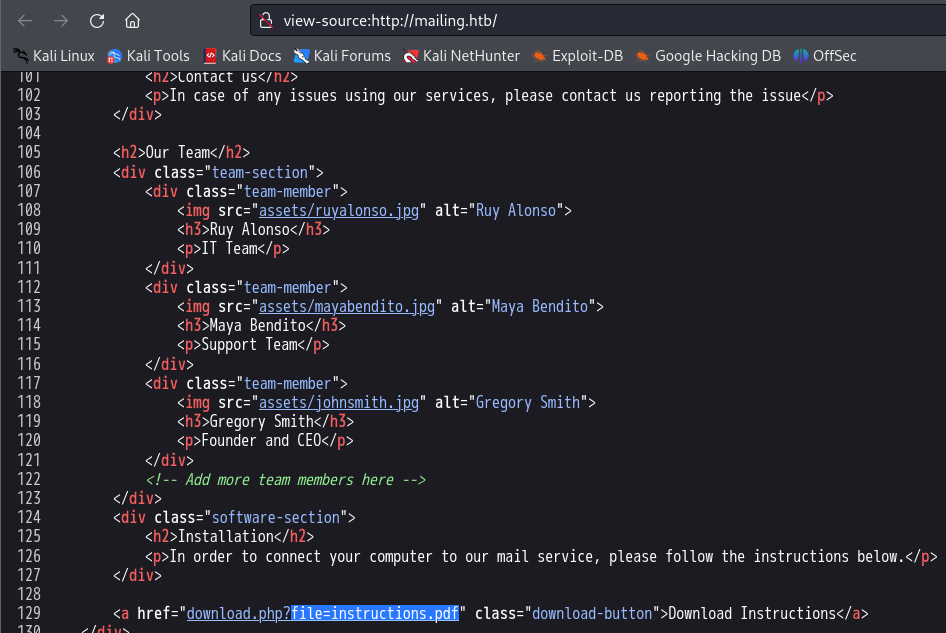 view-source:http://mailing.htb/
Kali Linux Kali Tools Kali Docs Kali Forums Kali NetHunter Exploit-DB Google Hacking DB OffSec
101 <h2>Contact us</h2>
102 <p>In case of any issues using our services, please contact us reporting the issue</p>
103 </div>
104
105 <h2>Our Team</h2>
106 <div class="team-section">
107 <div class="team-member">
108 <img src="assets/ruyalonso.jpg" alt="Ruy Alonso">
109 <h3>Ruy Alonso</h3>
110 <p>IT Team</p>
111 </div>
112 <div class="team-member">
113 <img src="assets/mayabendito.jpg" alt="Maya Bendito">
114 <h3>Maya Bendito</h3>
115 <p>Support Team</p>
116 </div>
117 <div class="team-member">
118 <img src="assets/johnsmith.jpg" alt="Gregory Smith">
119 <h3>Gregory Smith</h3>
120 <p>Founder and CEO</p>
121 </div>
122 <!-- Add more team members here -->
123 </div>
124 <div class="software-section">
125 <h2>Installation</h2>
126 <p>In order to connect your computer to our mail service, please follow the instructions below.</p>
127 </div>
128
129 <a href="download.php?file=instructions.pdf" class="download-button">Download Instructions</a>
130 </div>